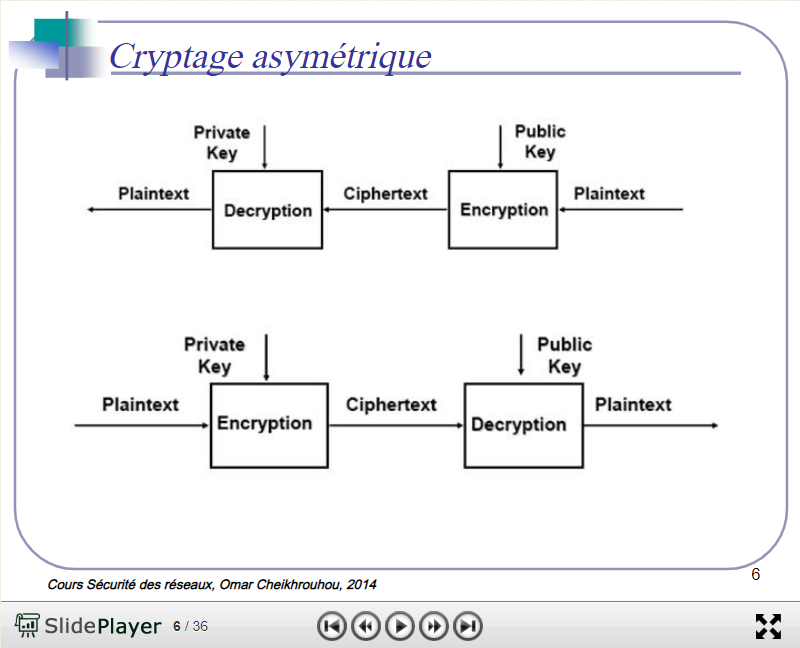 Cryptage asymétrique
Private
Key
Public
Key
Plaintext
Decryption
Ciphertext
Encryption
Plaintext
Private
Key
Public
Key
Plaintext
Encryption
Ciphertext
Decryption
Plaintext
6
Cours Sécurité des réseaux, Omar Cheikhrouhou, 2014
SlidePlayer 6 / 36